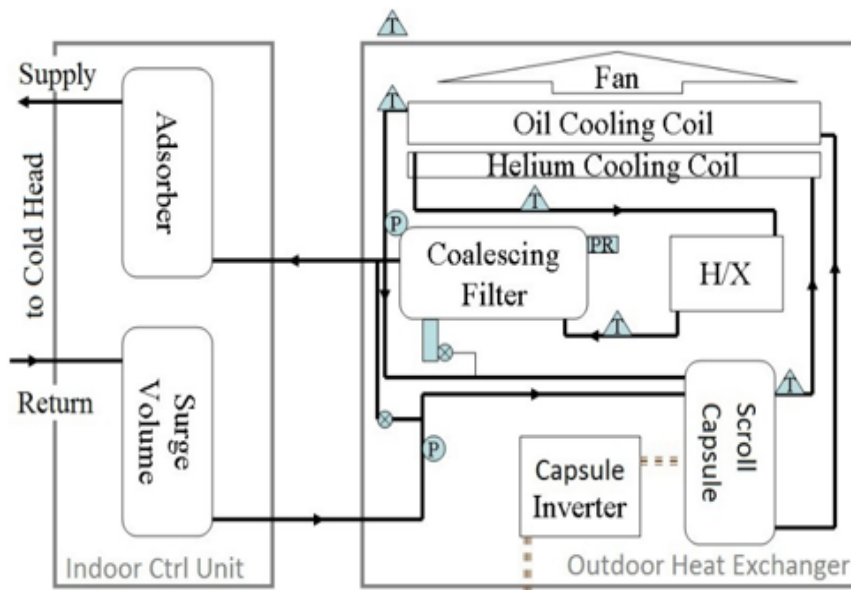 T
Supply
to Cold Head
Return
Adsorber
Surge
Volume
Indoor Ctrl Unit
Fan
T
Oil Cooling Coil
Helium Cooling Coil
T
P
Coalescing
Filter
PR
H/X
T
T
Scroll
Capsule
P
Capsule
Inverter
Outdoor Heat Exchanger